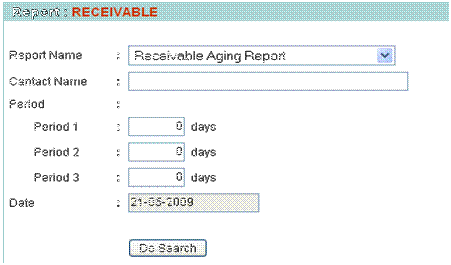 Report : RECEIVABLE
Report Name : Receivable Aging Report
Contact Name :
Period :
Period 1 : 0 days
Period 2 : 0 days
Period 3 : 0 days
Date : 21-05-2009
Do Search